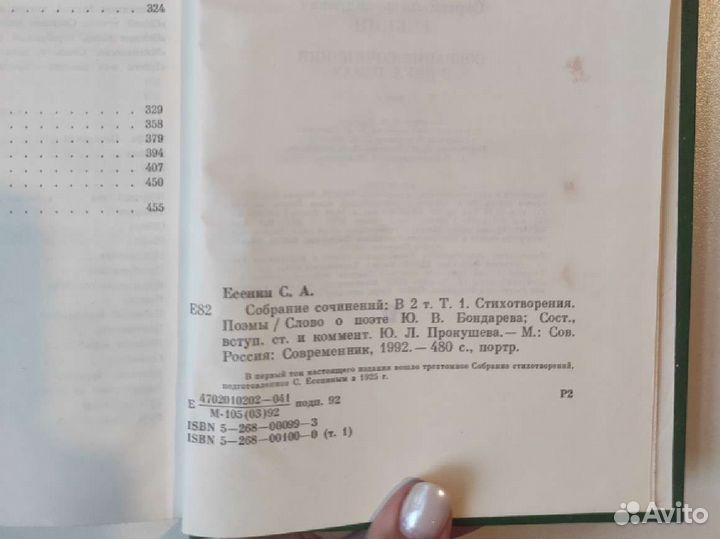 324
329
358
379
394
407
450
455
Есенин С. А.
Е82 Собрание сочинений: В 2 т. Т. 1. Стихотворения.
Поэмы / Слово о поэте Ю. В. Бондарева; Сост.,
вступ. ст. и коммент. Ю. Л. Прокушева. — М.: Сов.
Россия: Современник, 1992. — 480 с., портр.
В первый том настоящего издания вошло трехтомное Собрание стихотворений,
подготовленное С. Есениным в 1925 г.
Е 4702010202—041 подп. 92
М-105(03)92
Р2
ISBN 5—268—00099—3
ISBN 5—268—00100—0 (т. 1)
Avito